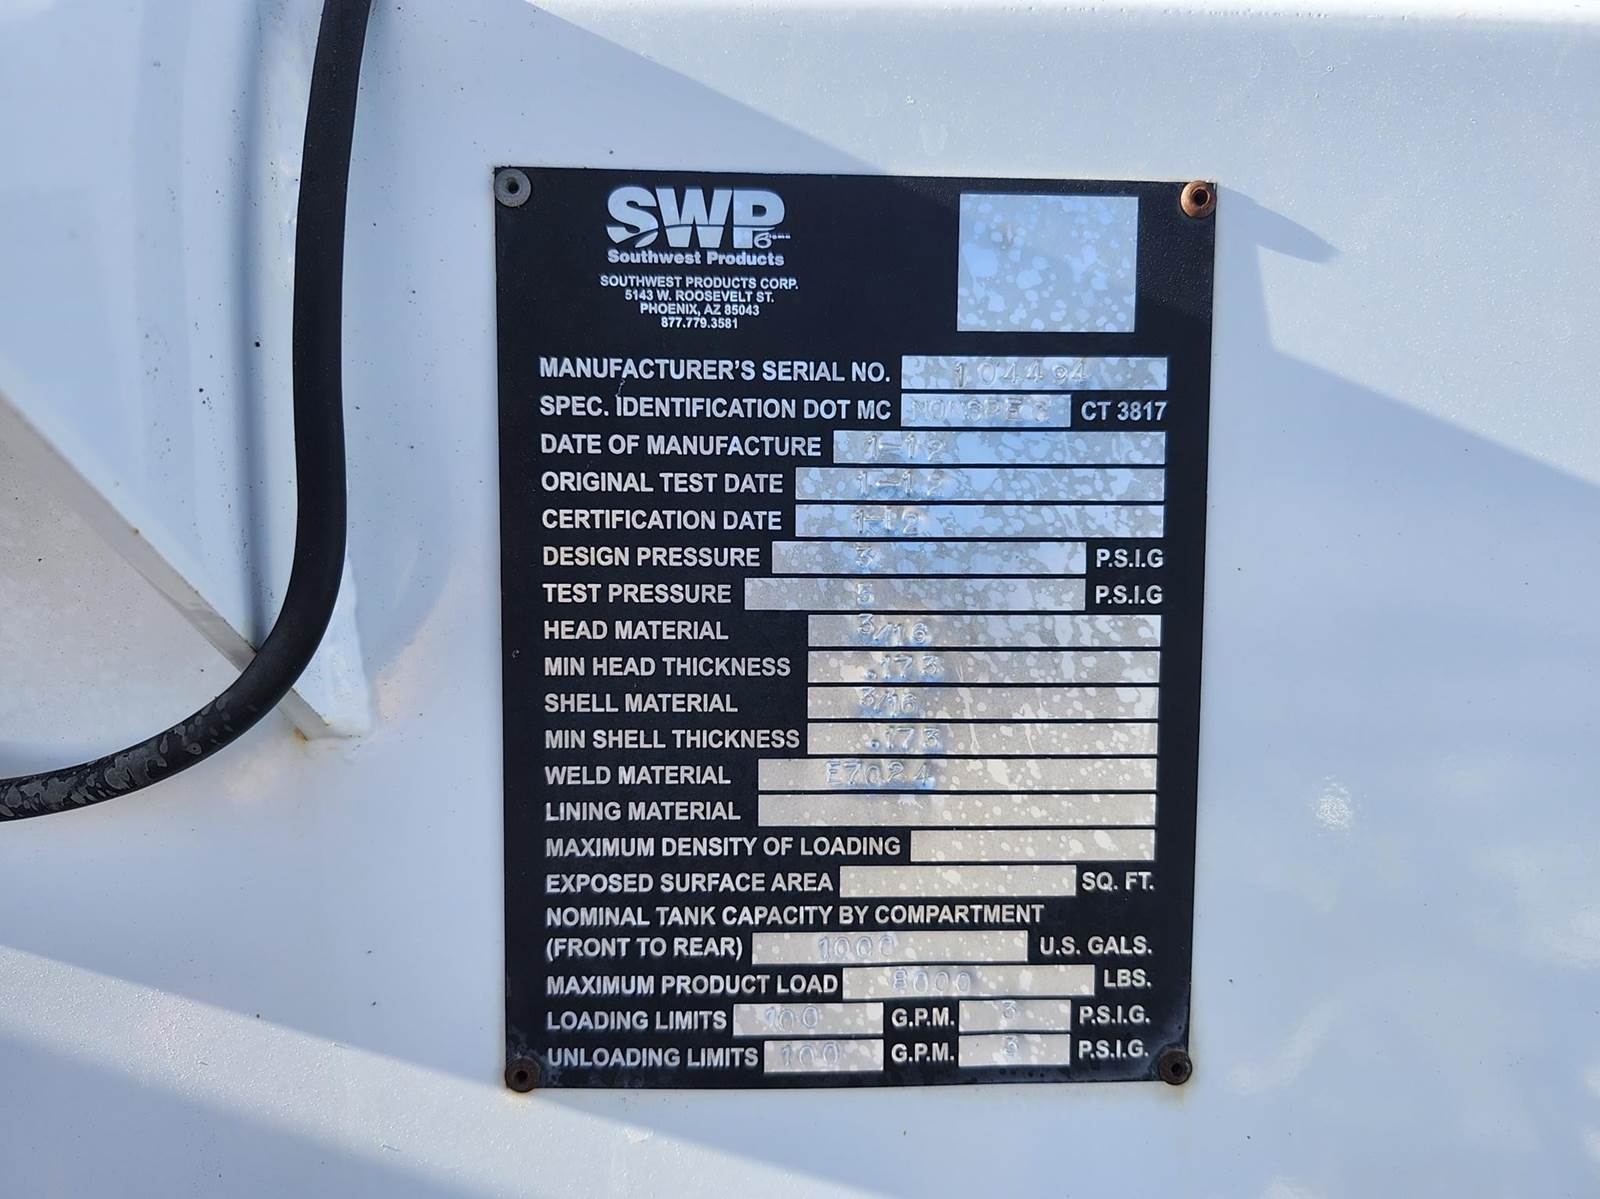 SWP
Southwest Products
SOUTHWEST PRODUCTS CORP.
5143 W. ROOSEVELT ST.
PHOENIX, AZ 85043
877.779.3581
MANUFACTURER'S SERIAL NO. 104494
SPEC. IDENTIFICATION DOT MC NON SPEC CT 3817
DATE OF MANUFACTURE 1-12
ORIGINAL TEST DATE 1-12
CERTIFICATION DATE 1-12
DESIGN PRESSURE 3 P.S.I.G
TEST PRESSURE 5 P.S.I.G
HEAD MATERIAL 3/16
MIN HEAD THICKNESS .173
SHELL MATERIAL 3/16
MIN SHELL THICKNESS .173
WELD MATERIAL E7024
LINING MATERIAL
MAXIMUM DENSITY OF LOADING
EXPOSED SURFACE AREA SQ. FT.
NOMINAL TANK CAPACITY BY COMPARTMENT
(FRONT TO REAR) 1000 U.S. GALS.
MAXIMUM PRODUCT LOAD 8000 LBS.
LOADING LIMITS 100 G.P.M. 3 P.S.I.G.
UNLOADING LIMITS 100 G.P.M. 3 P.S.I.G.